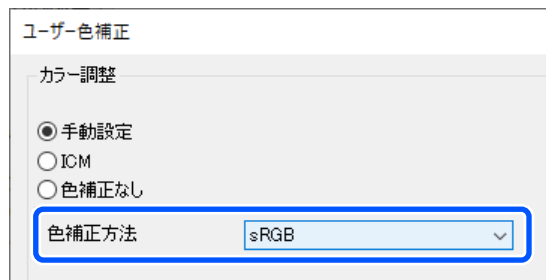 ユーザー色補正
カラー調整
手動設定
ICM
色補正なし
色補正方法 sRGB